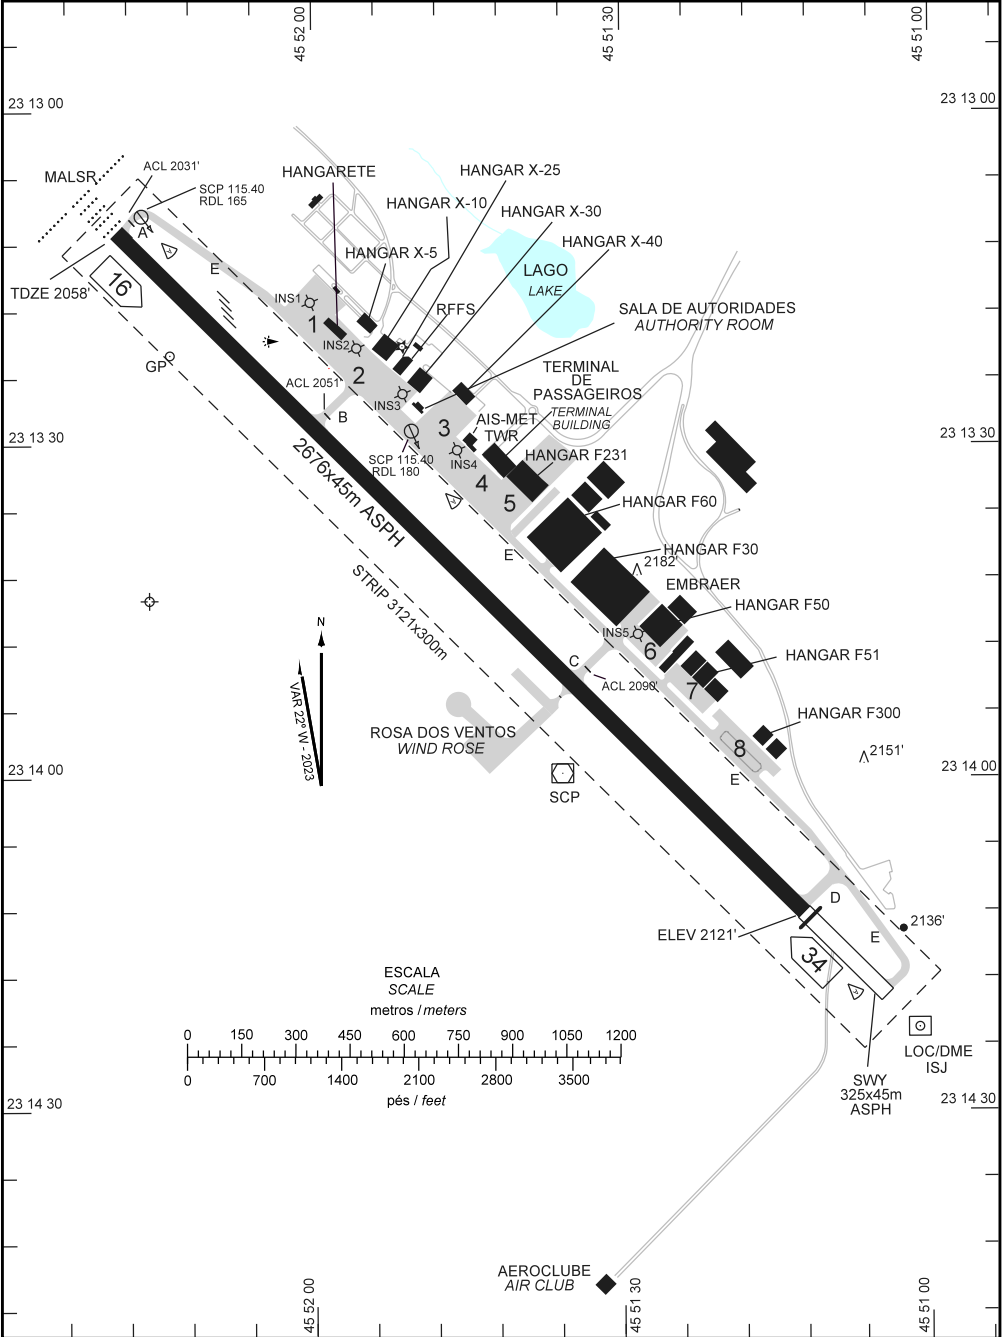 45 52 00
45 51 30
45 51 00
23 13 00
23 13 00
MALSR
ACL 2031'
SCP 115.40
RDL 165
HANGARETE
HANGAR X-25
HANGAR X-10
HANGAR X-30
HANGAR X-5
HANGAR X-40
A
E
TDZE 2058'
16
LAGO
LAKE
INS1
1
RFFS
SALA DE AUTORIDADES
AUTHORITY ROOM
INS2
GP
2
TERMINAL
DE
PASSAGEIROS
TERMINAL
BUILDING
ACL 2051'
B
INS3
3
AIS-MET
TWR
23 13 30
23 13 30
2676x45m ASPH
SCP 115.40
RDL 180
INS4
4
HANGAR F231
5
HANGAR F60
E
HANGAR F30
2182'
EMBRAER
STRIP 3121x300m
HANGAR F50
N
INS5
6
C
HANGAR F51
ACL 2090'
7
VAR 22° W - 2023
HANGAR F300
ROSA DOS VENTOS
WIND ROSE
8
2151'
23 14 00
23 14 00
E
SCP
D
2136'
ELEV 2121'
E
34
ESCALA
SCALE
metros / meters
0 150 300 450 600 750 900 1050 1200
0 700 1400 2100 2800 3500
pés / feet
LOC/DME
ISJ
SWY
325x45m
ASPH
23 14 30
23 14 30
AEROCLUBE
AIR CLUB
45 52 00
45 51 30
45 51 00